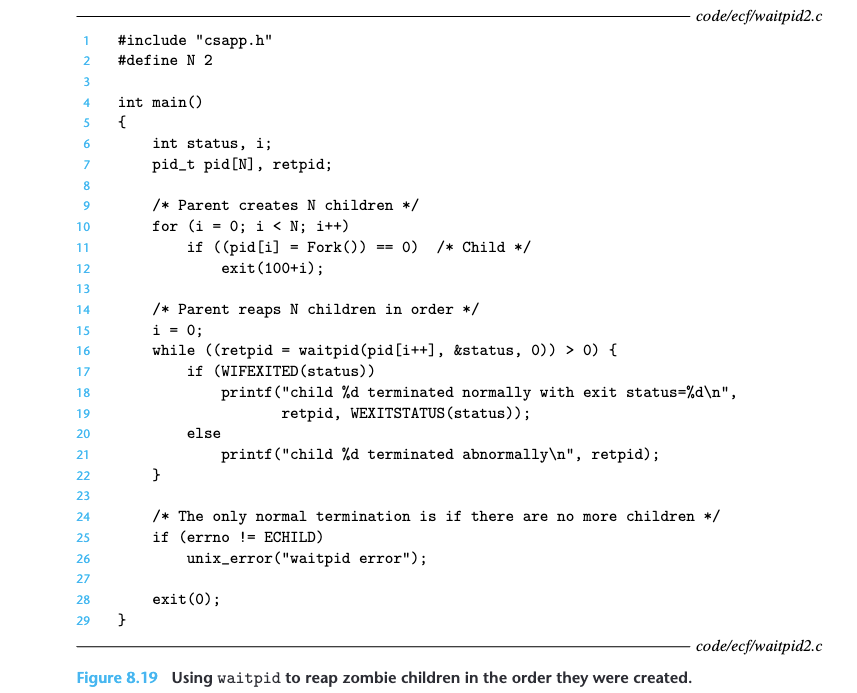 code/ecf/waitpid2.c
1 #include "csapp.h"
2 #define N 2
3
4 int main()
5 {
6     int status, i;
7     pid_t pid[N], retpid;
8
9     /* Parent creates N children */
10     for (i = 0; i < N; i++)
11         if ((pid[i] = Fork()) == 0)  /* Child */
12             exit(100+i);
13
14     /* Parent reaps N children in order */
15     i = 0;
16     while ((retpid = waitpid(pid[i++], &status, 0)) > 0) {
17         if (WIFEXITED(status))
18             printf("child %d terminated normally with exit status=%d\n",
19                    retpid, WEXITSTATUS(status));
20         else
21             printf("child %d terminated abnormally\n", retpid);
22     }
23
24     /* The only normal termination is if there are no more children */
25     if (errno != ECHILD)
26         unix_error("waitpid error");
27
28     exit(0);
29 }
code/ecf/waitpid2.c
Figure 8.19 Using waitpid to reap zombie children in the order they were created.